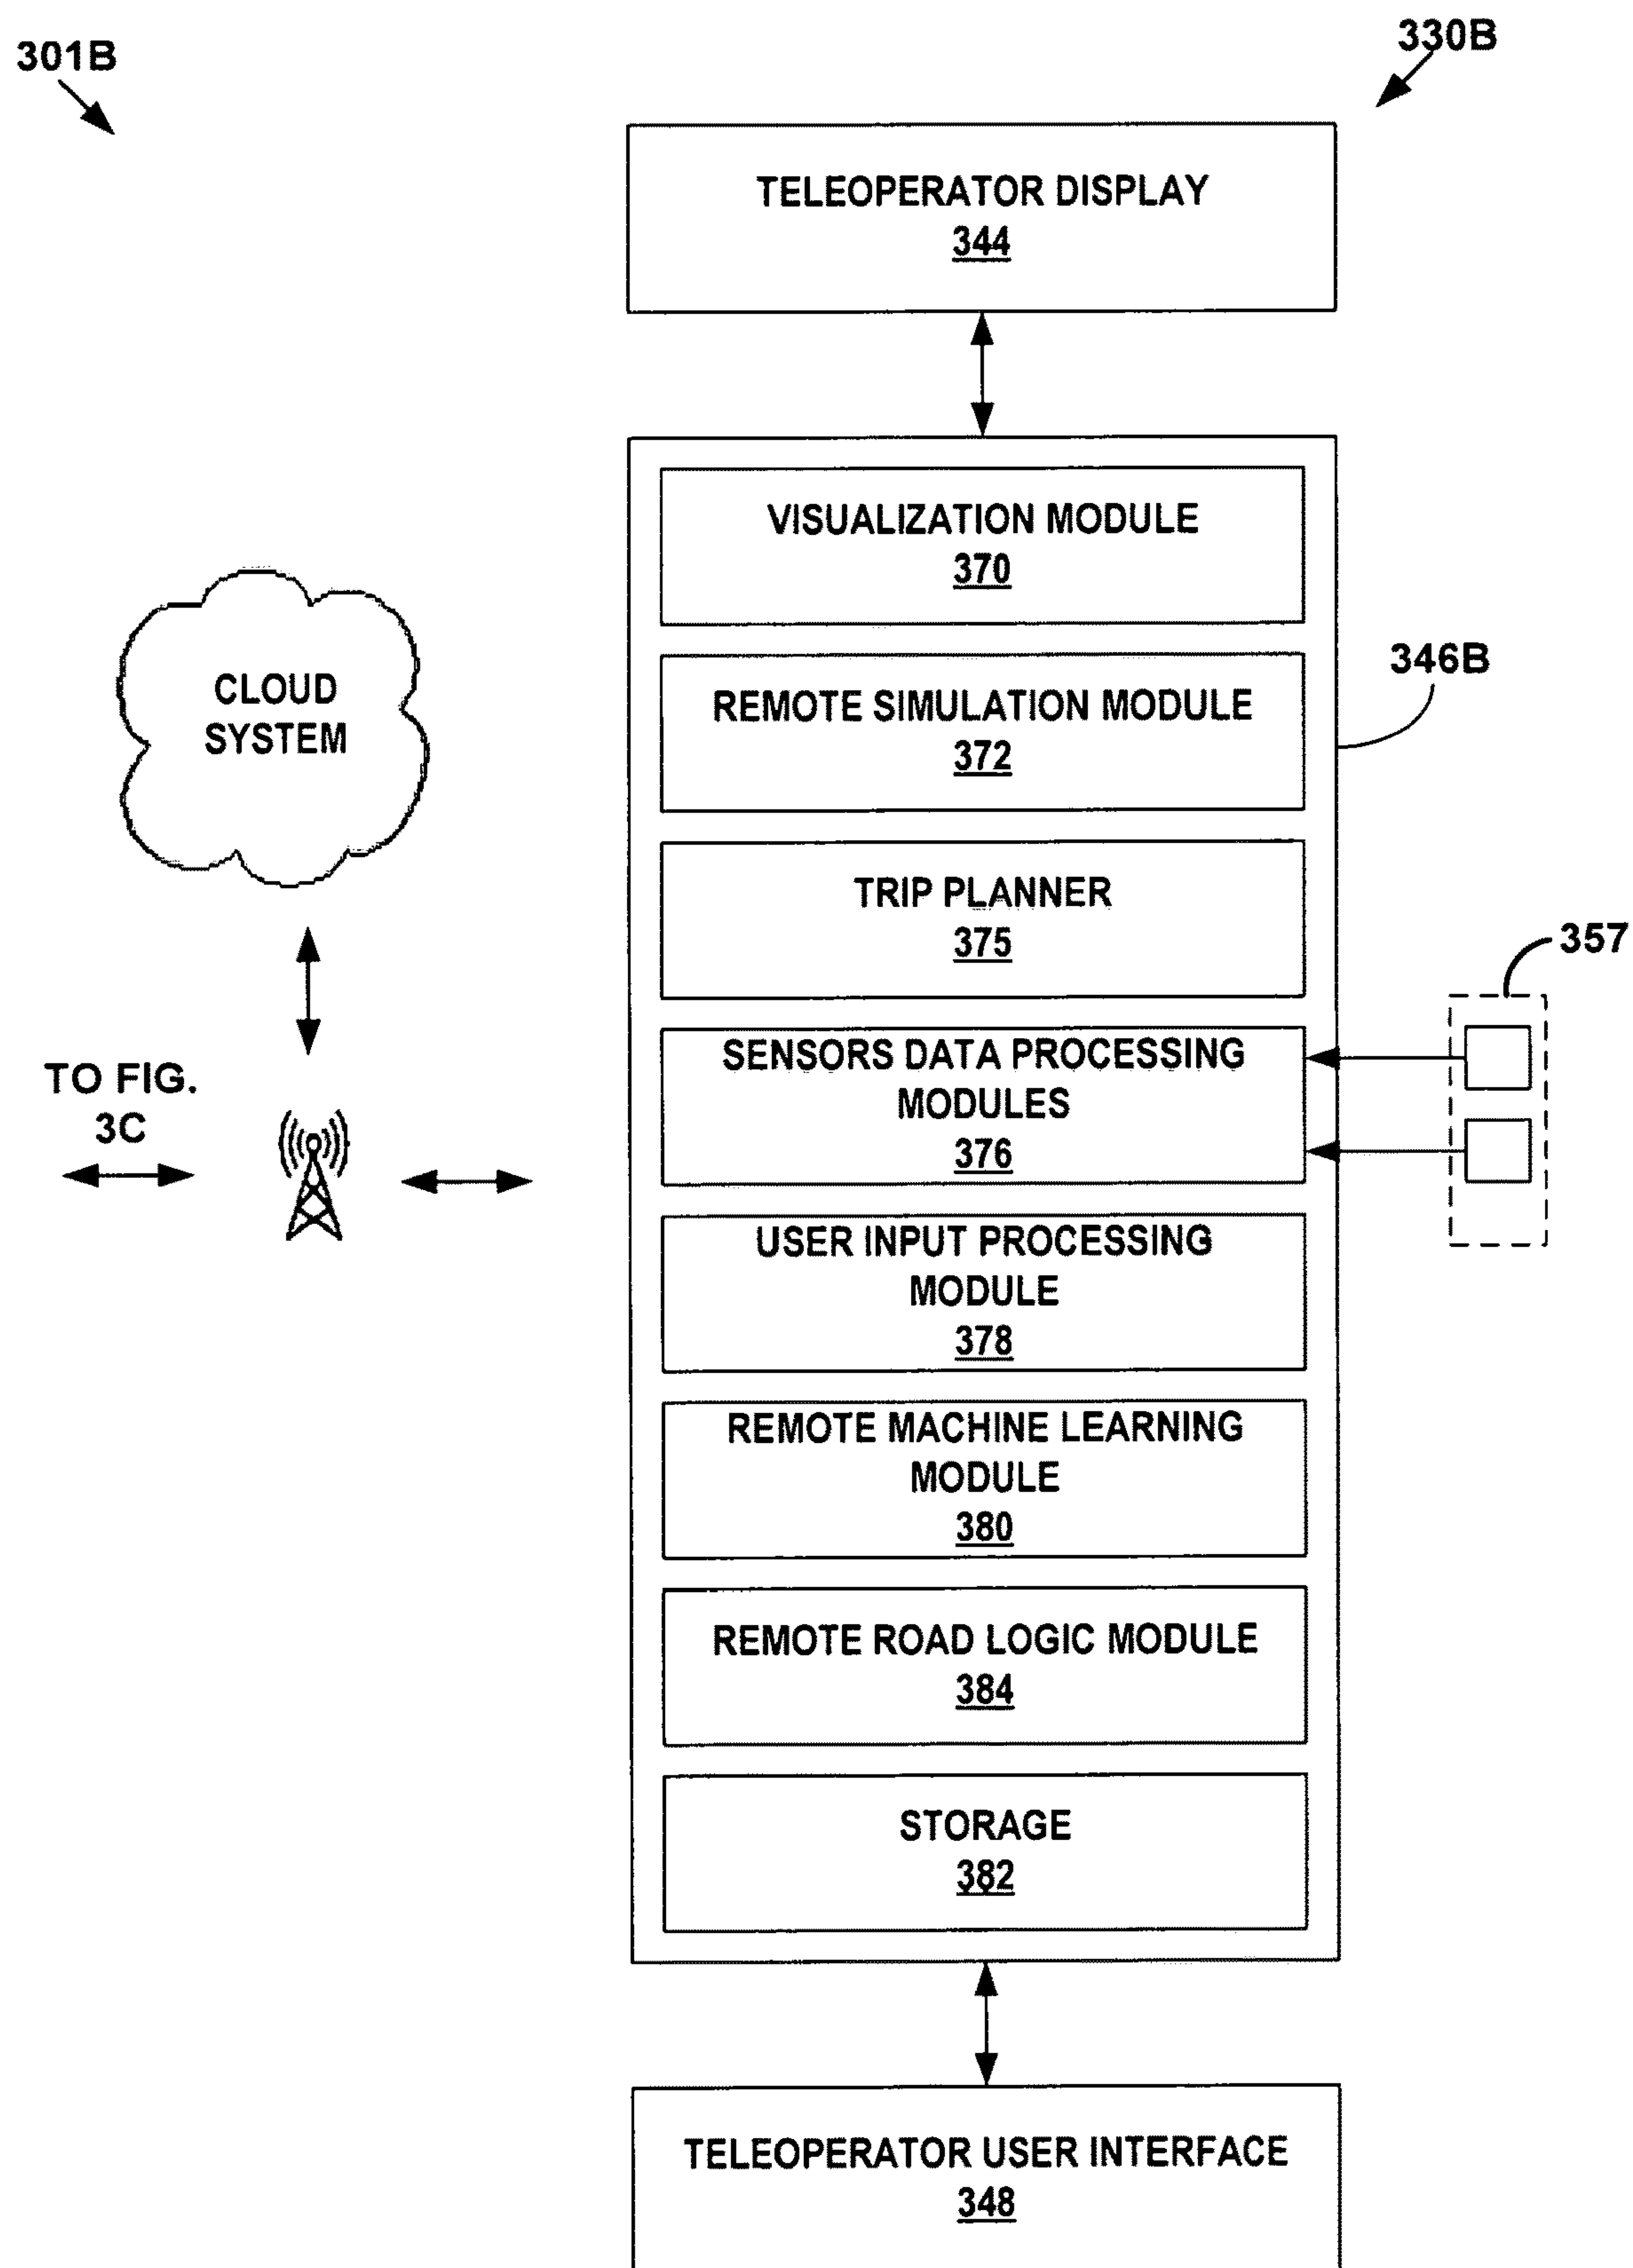 301B
330B
TELEOPERATOR DISPLAY
344
VISUALIZATION MODULE
370
346B
REMOTE SIMULATION MODULE
372
CLOUD
SYSTEM
TRIP PLANNER
375
357
SENSORS DATA PROCESSING
MODULES
376
TO FIG.
3C
USER INPUT PROCESSING
MODULE
378
REMOTE MACHINE LEARNING
MODULE
380
REMOTE ROAD LOGIC MODULE
384
STORAGE
382
TELEOPERATOR USER INTERFACE
348